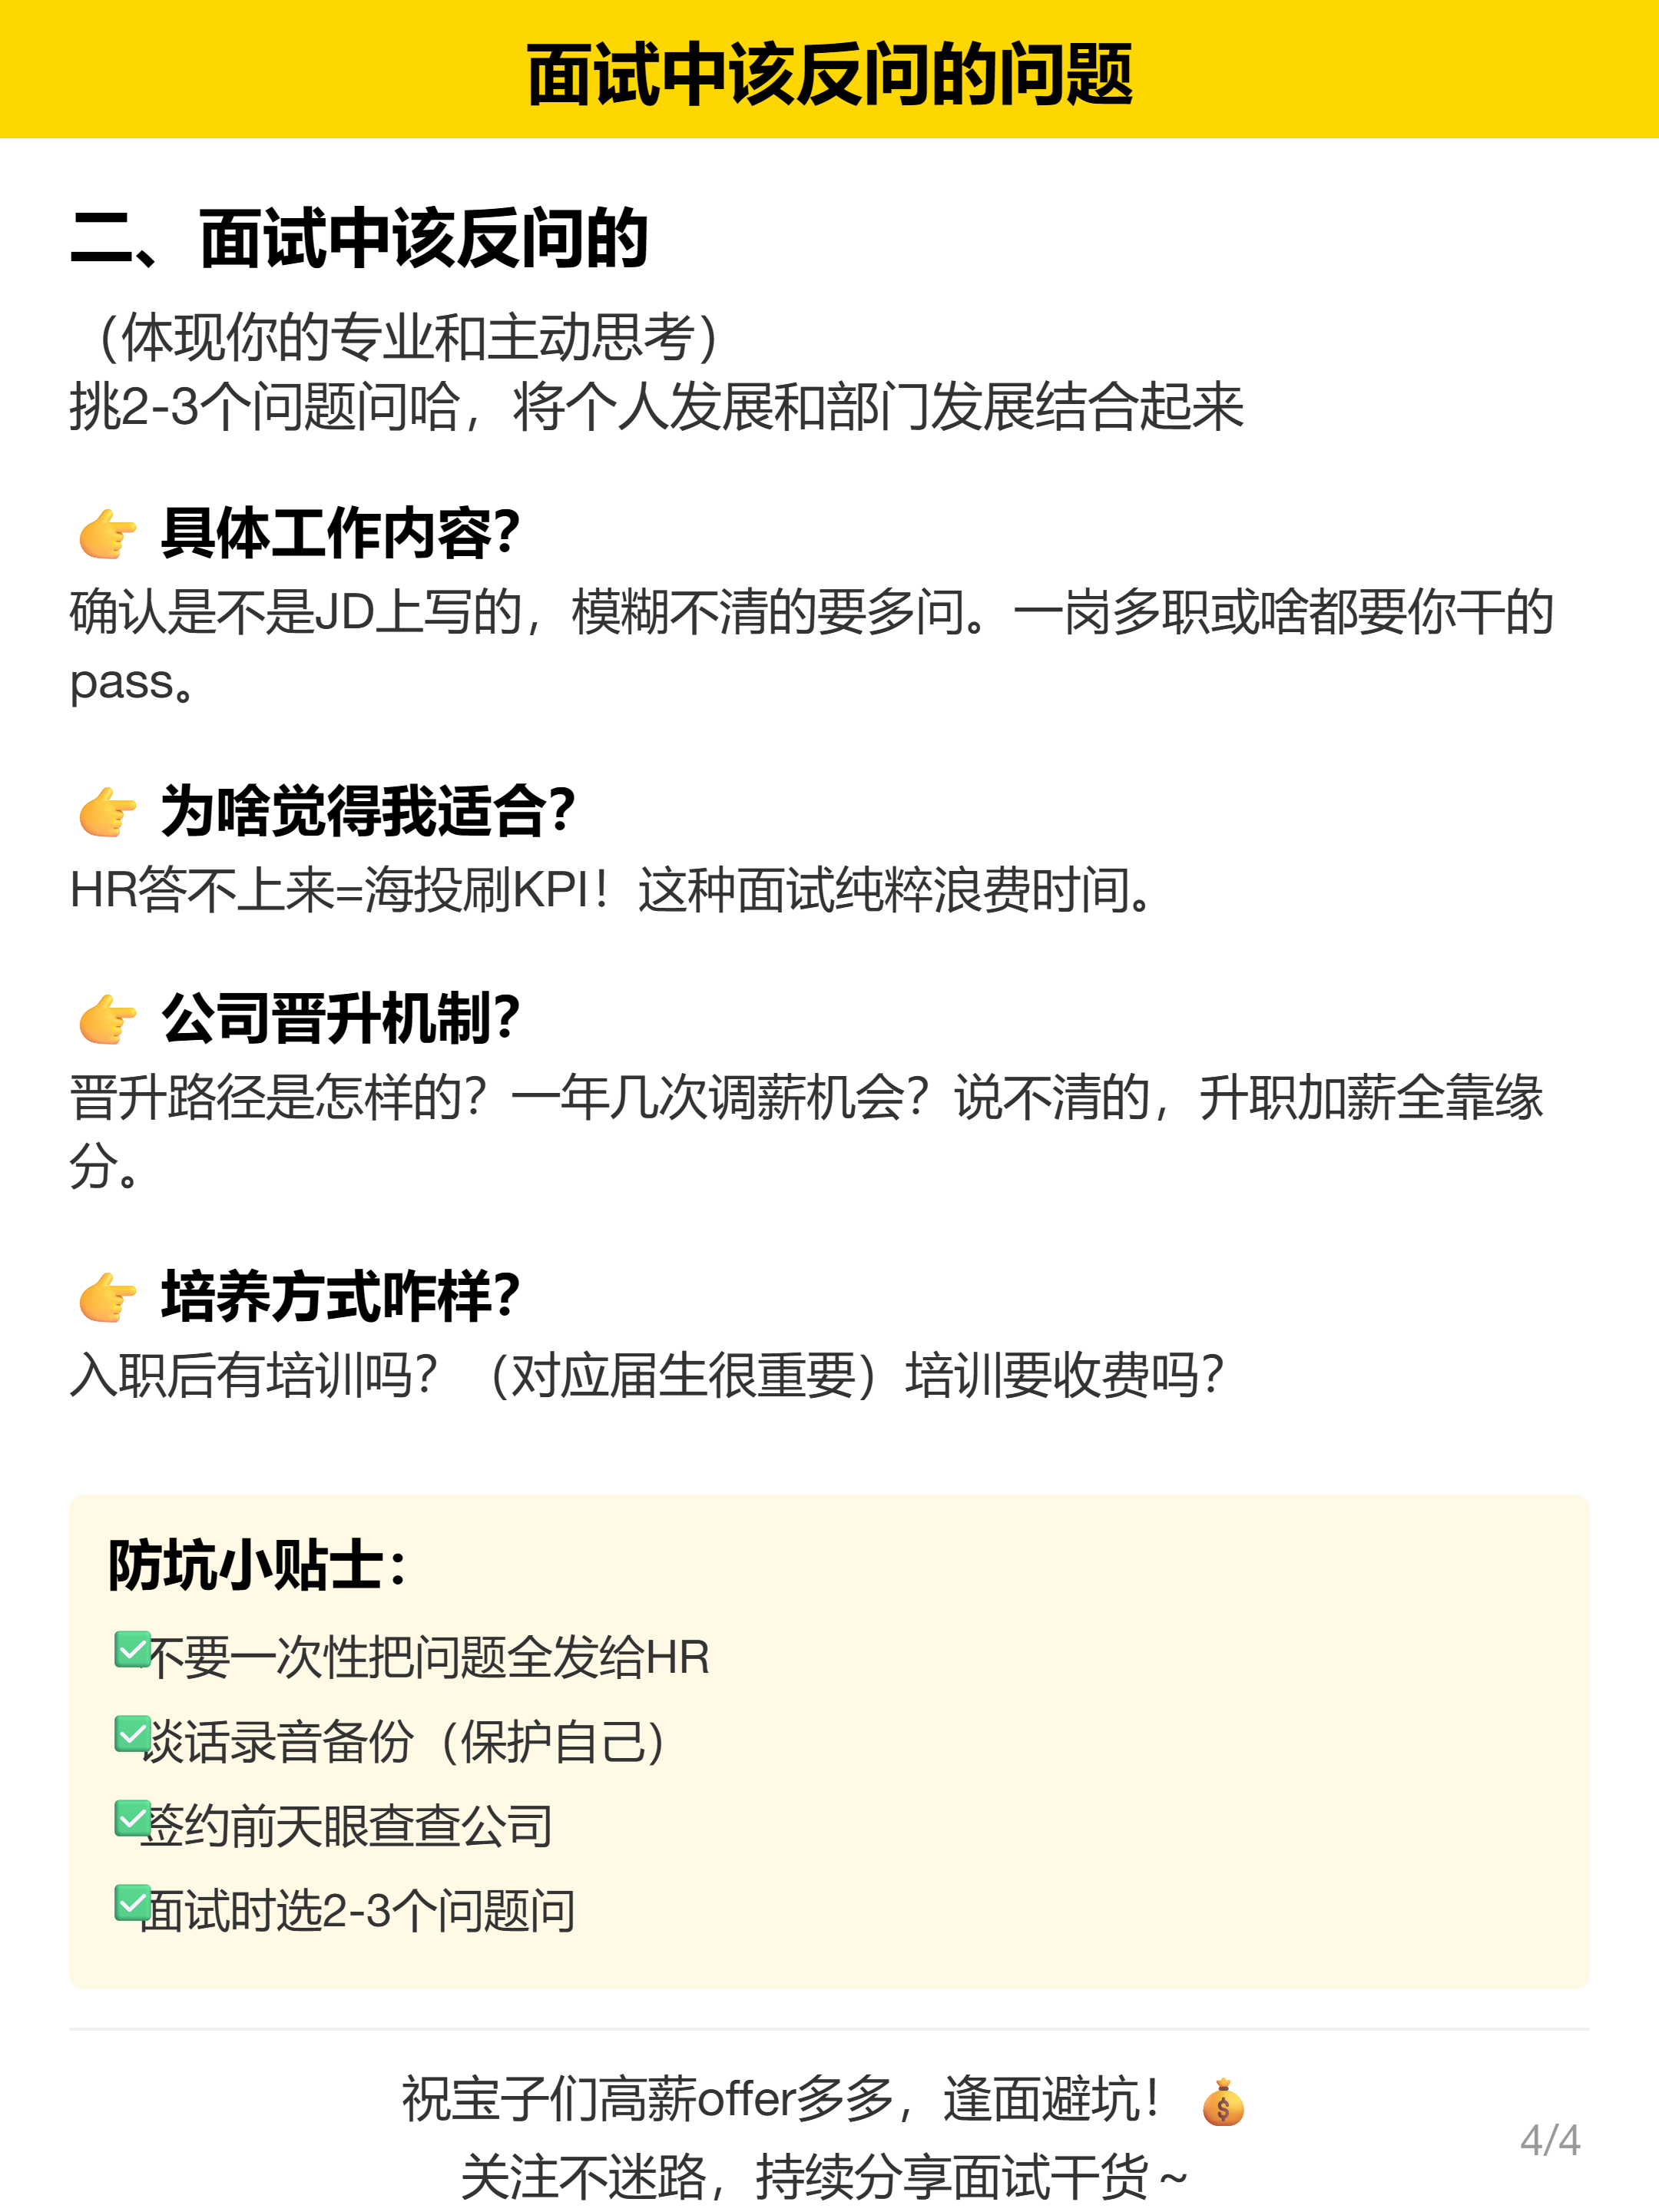 面试中该反问的问题
二、面试中该反问的
（体现你的专业和主动思考）
挑2-3个问题问哈，将个人发展和部门发展结合起来
👉 具体工作内容？
确认是不是JD上写的，模糊不清的要多问。一岗多职或啥都要你干的
pass。
👉 为啥觉得我适合？
HR答不上来=海投刷KPI！这种面试纯粹浪费时间。
👉 公司晋升机制？
晋升路径是怎样的？一年几次调薪机会？说不清的，升职加薪全靠缘
分。
👉 培养方式咋样？
入职后有培训吗？（对应届生很重要）培训要收费吗？
防坑小贴士：
✅不要一次性把问题全发给HR
✅谈话录音备份（保护自己）
✅签约前天眼查查公司
✅面试时选2-3个问题问
祝宝子们高薪offer多多，逢面避坑！💰
关注不迷路，持续分享面试干货～
4/4